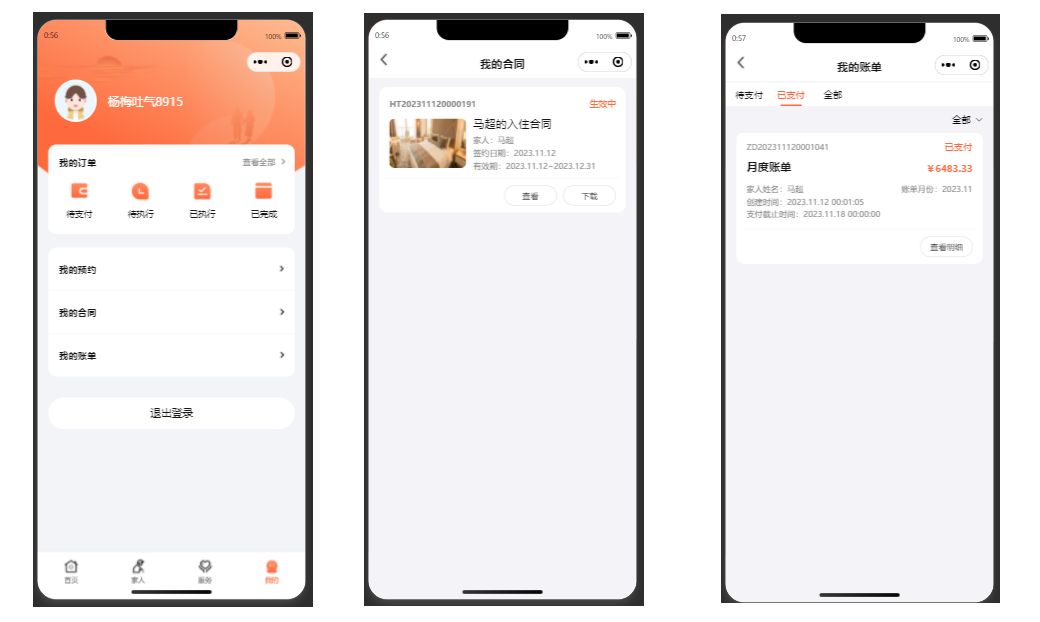 0:56
100%
杨梅吐气8915
我的订单
查看全部
待支付
待执行
已执行
已完成
我的预约
我的合同
我的账单
退出登录
首页
家人
服务
我的
0:56
100%
我的合同
HT202311120000191
生效中
马超的入住合同
家人：马超
签约日期：2023.11.12
有效期：2023.11.12~2023.12.31
查看
下载
0:57
100%
我的账单
待支付
已支付
全部
全部
ZD202311120001041
已支付
月度账单
¥6483.33
家人姓名：马超
账单月份：2023.11
创建时间：2023.11.12 00:01:05
支付截止时间：2023.11.18 00:00:00
查看明细